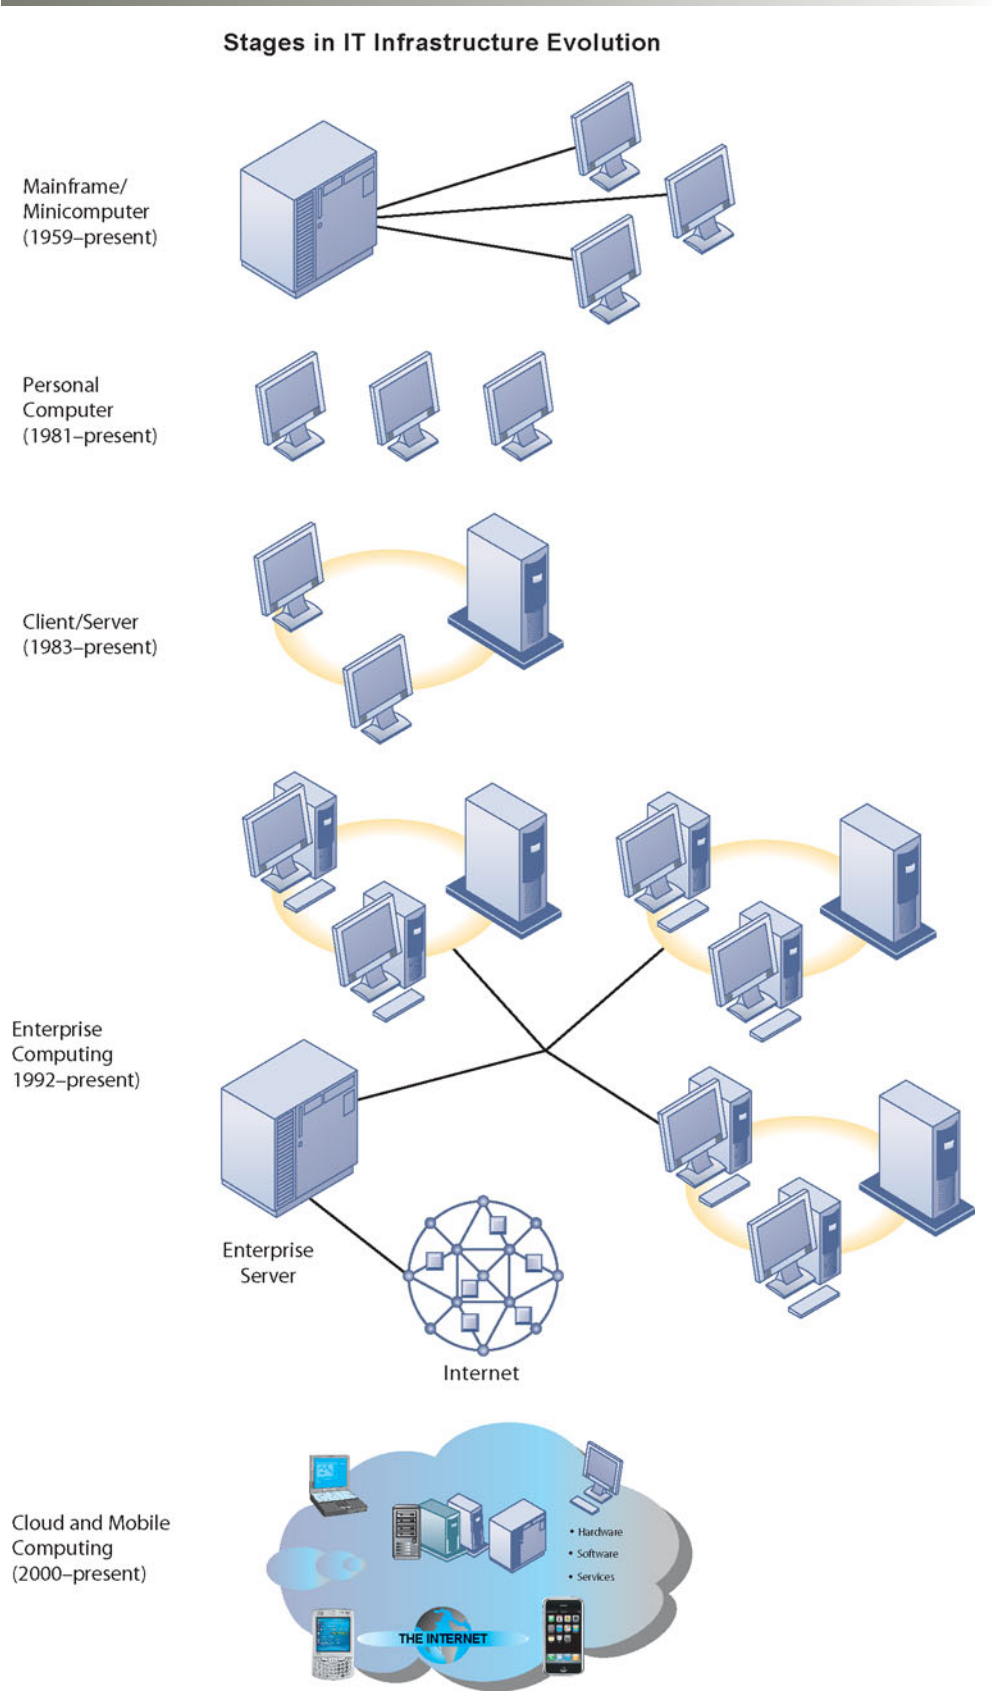 Stages in IT Infrastructure Evolution
Mainframe/
Minicomputer
(1959–present)
Personal
Computer
(1981–present)
Client/Server
(1983–present)
Enterprise
Computing
1992–present)
Enterprise
Server
Internet
Cloud and Mobile
Computing
(2000–present)
• Hardware
• Software
• Services
THE INTERNET